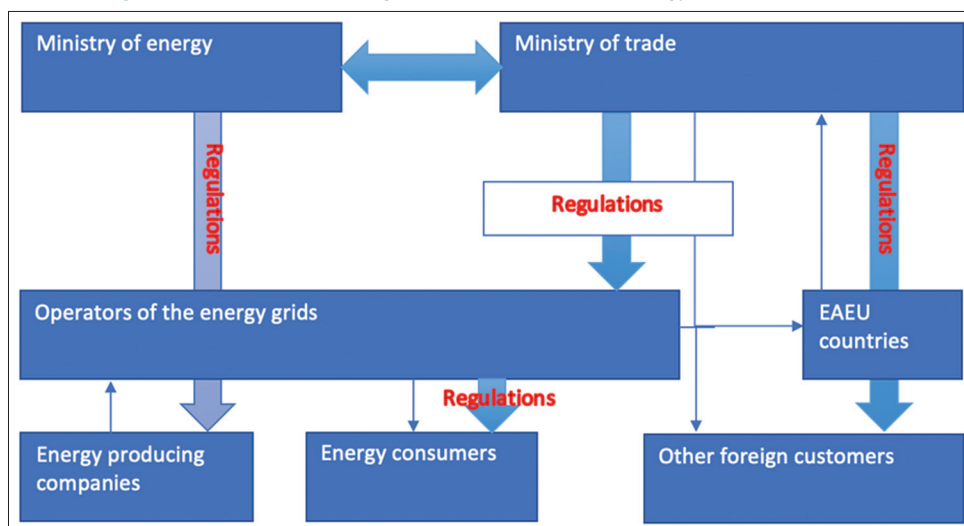 Ministry of energy
Ministry of trade
Regulations
Regulations
Regulations
Operators of the energy grids
EAEU
countries
Regulations
Energy producing
companies
Energy consumers
Other foreign customers